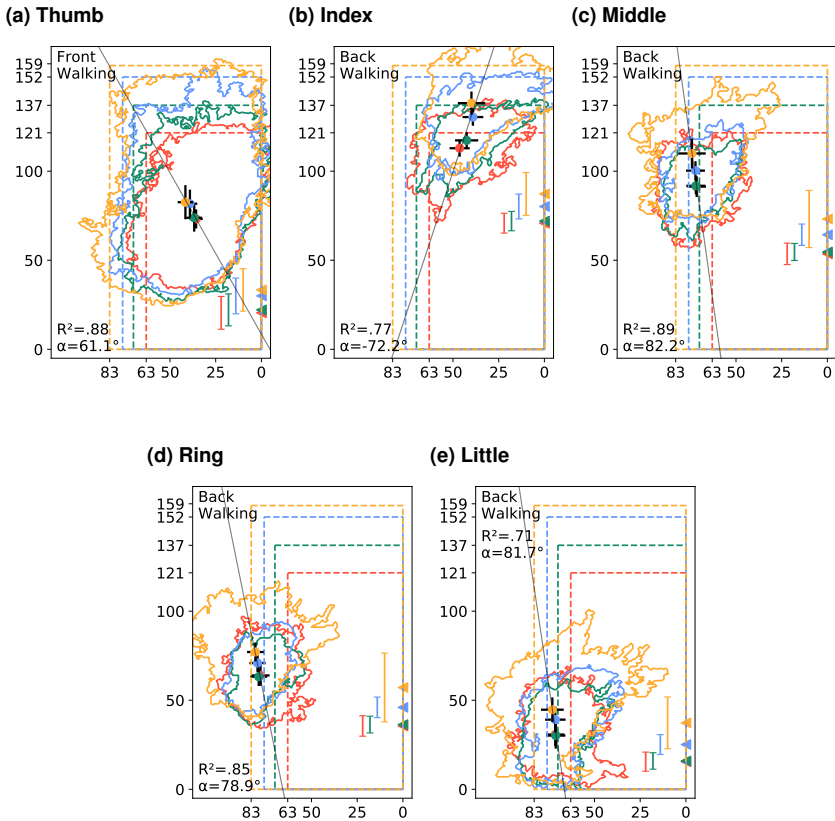 (a) Thumb
(b) Index
(c) Middle
Front
Walking
159
152
137
121
100
50
0
R²=.88
α=61.1°
83
63
50
25
0
Back
Walking
159
152
137
121
100
50
0
R²=.77
α=-72.2°
83
63
50
25
0
Back
Walking
159
152
137
121
100
50
0
R²=.89
α=82.2°
83
63
50
25
0
(d) Ring
(e) Little
Back
Walking
159
152
137
121
100
50
0
R²=.85
α=78.9°
83
63
50
25
0
Back
Walking
R²=.71
α=81.7°
159
152
137
121
100
50
0
83
63
50
25
0